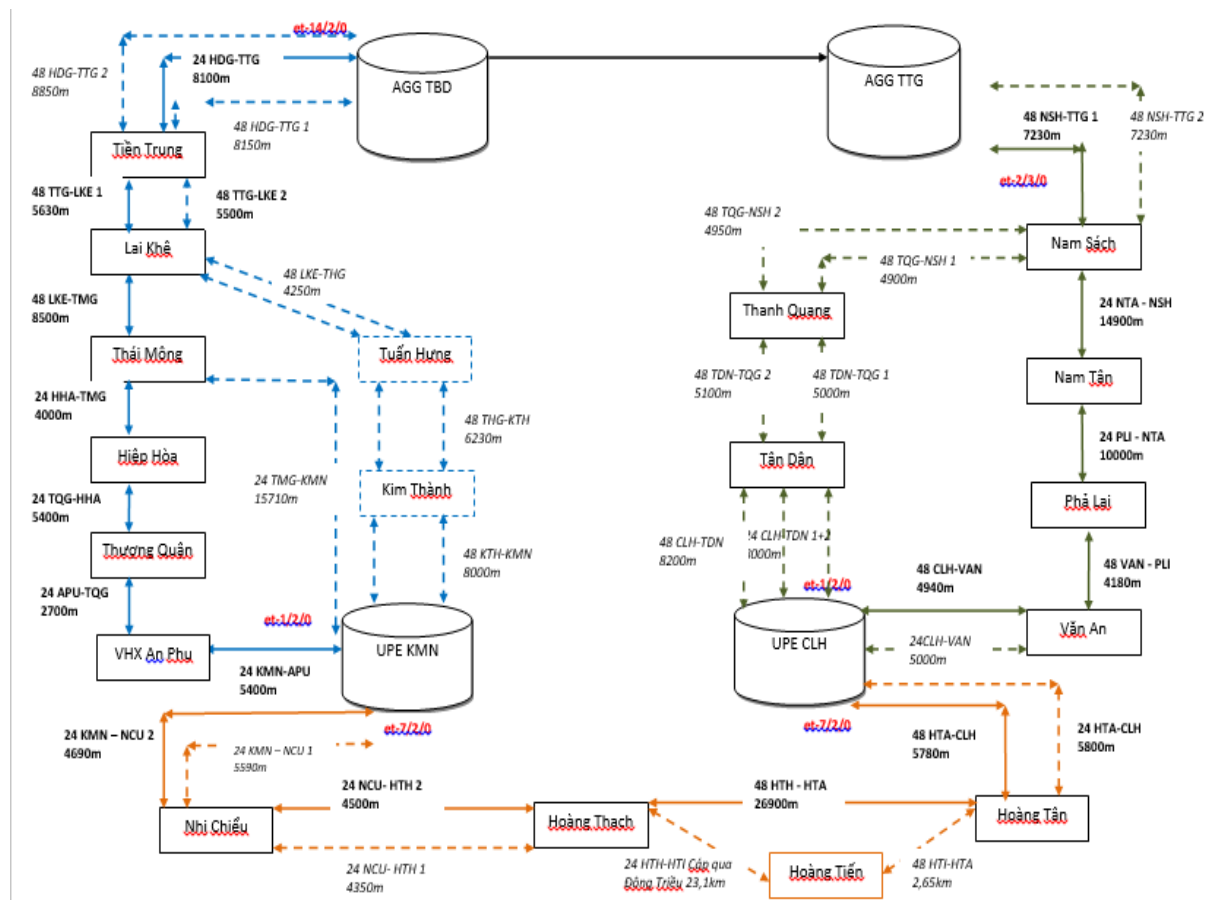 et-14/2/0
48 HDG-TTG 2
8850m
24 HDG-TTG
8100m
AGG TBD
AGG TTG
48 HDG-TTG 1
8150m
48 NSH-TTG 1
7230m
48 NSH-TTG 2
7230m
Tiền Trung
et-2/3/0
48 TTG-LKE 1
5630m
48 TTG-LKE 2
5500m
48 TQG-NSH 2
4950m
Lai Khê
Nam Sách
48 LKE-THG
4250m
48 TQG-NSH 1
4900m
48 LKE-TMG
8500m
Thanh Quang
24 NTA - NSH
14900m
Thái Mông
Tuấn Hưng
Nam Tân
24 HHA-TMG
4000m
48 TDN-TQG 2
5100m
48 TDN-TQG 1
5000m
48 THG-KTH
6230m
24 PLI - NTA
10000m
Hiệp Hòa
Tân Dân
24 TMG-KMN
15710m
Kim Thành
24 TQG-HHA
5400m
Phả Lai
Thượng Quận
48 CLH-TDN
8200m
CLH-TDN 1+2
48 KTH-KMN
8000m
48 CLH-VAN
4940m
48 VAN - PLI
4180m
24 APU-TQG
2700m
et-1/2/0
et-1/2/0
VHX An Phụ
UPE KMN
UPE CLH
Văn An
24CLH-VAN
5000m
24 KMN-APU
5400m
24 KMN – NCU 2
4690m
et-7/2/0
et-7/2/0
24 KMN – NCU 1
5590m
48 HTA-CLH
5780m
24 HTA-CLH
5800m
24 NCU- HTH 2
4500m
48 HTH - HTA
26900m
Nhị Chiểu
Hoàng Thạch
Hoàng Tân
24 NCU- HTH 1
4350m
24 HTH-HTI Cáp qua
Đông Triều 23,1km
Hoàng Tiến
48 HTI-HTA
2,65km